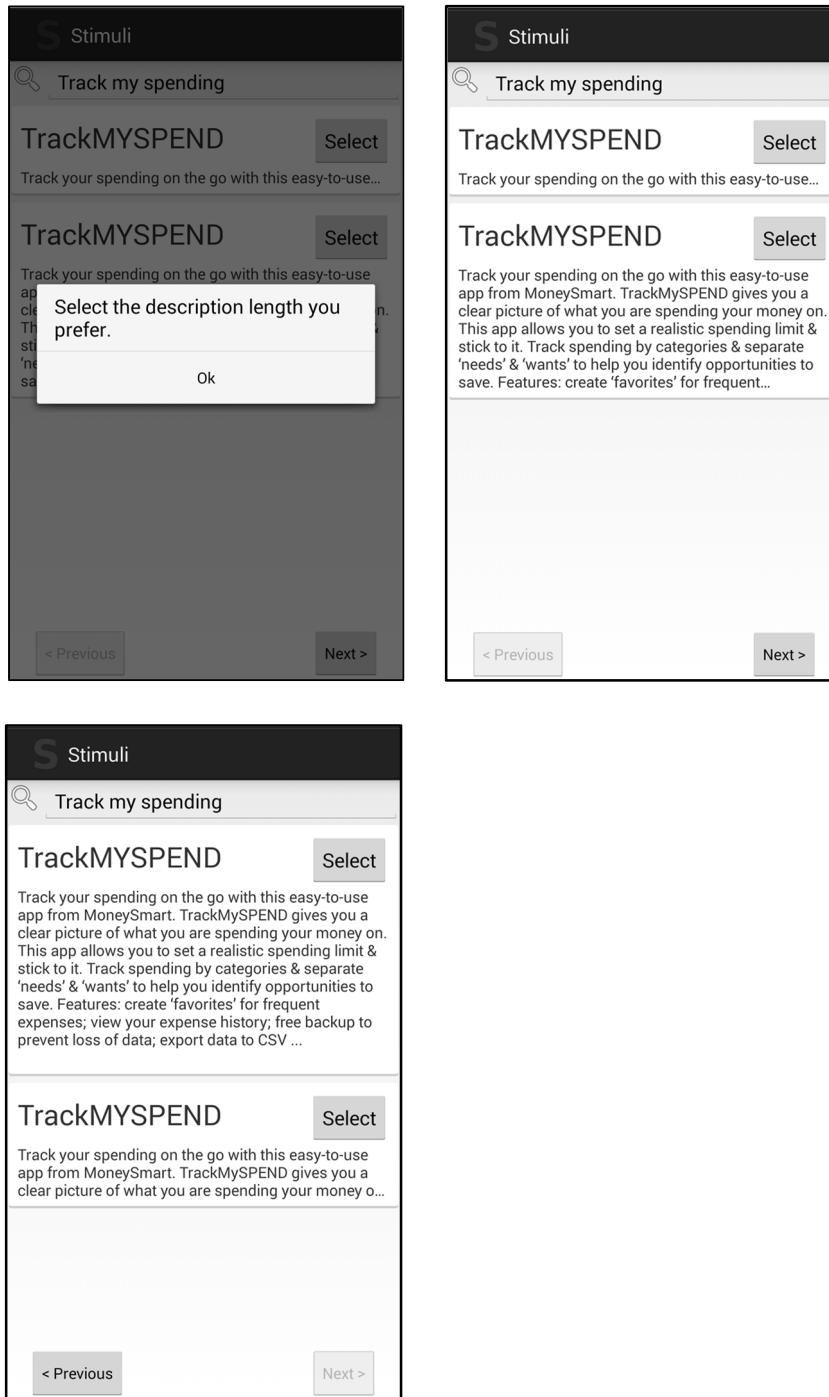 S Stimuli
Track my spending
TrackMYSPEND Select
Track your spending on the go with this easy-to-use...
TrackMYSPEND Select
Track your spending on the go with this easy-to-use
ap
cle n.
Th &
sti
'ne
sa
Select the description length you
prefer.
Ok
< Previous Next >
S Stimuli
Track my spending
TrackMYSPEND Select
Track your spending on the go with this easy-to-use...
TrackMYSPEND Select
Track your spending on the go with this easy-to-use
app from MoneySmart. TrackMySPEND gives you a
clear picture of what you are spending your money on.
This app allows you to set a realistic spending limit &
stick to it. Track spending by categories & separate
‘needs’ & ‘wants’ to help you identify opportunities to
save. Features: create ‘favorites’ for frequent...
< Previous Next >
S Stimuli
Track my spending
TrackMYSPEND Select
Track your spending on the go with this easy-to-use
app from MoneySmart. TrackMySPEND gives you a
clear picture of what you are spending your money on.
This app allows you to set a realistic spending limit &
stick to it. Track spending by categories & separate
‘needs’ & ‘wants’ to help you identify opportunities to
save. Features: create ‘favorites’ for frequent
expenses; view your expense history; free backup to
prevent loss of data; export data to CSV ...
TrackMYSPEND Select
Track your spending on the go with this easy-to-use
app from MoneySmart. TrackMySPEND gives you a
clear picture of what you are spending your money o...
< Previous Next >